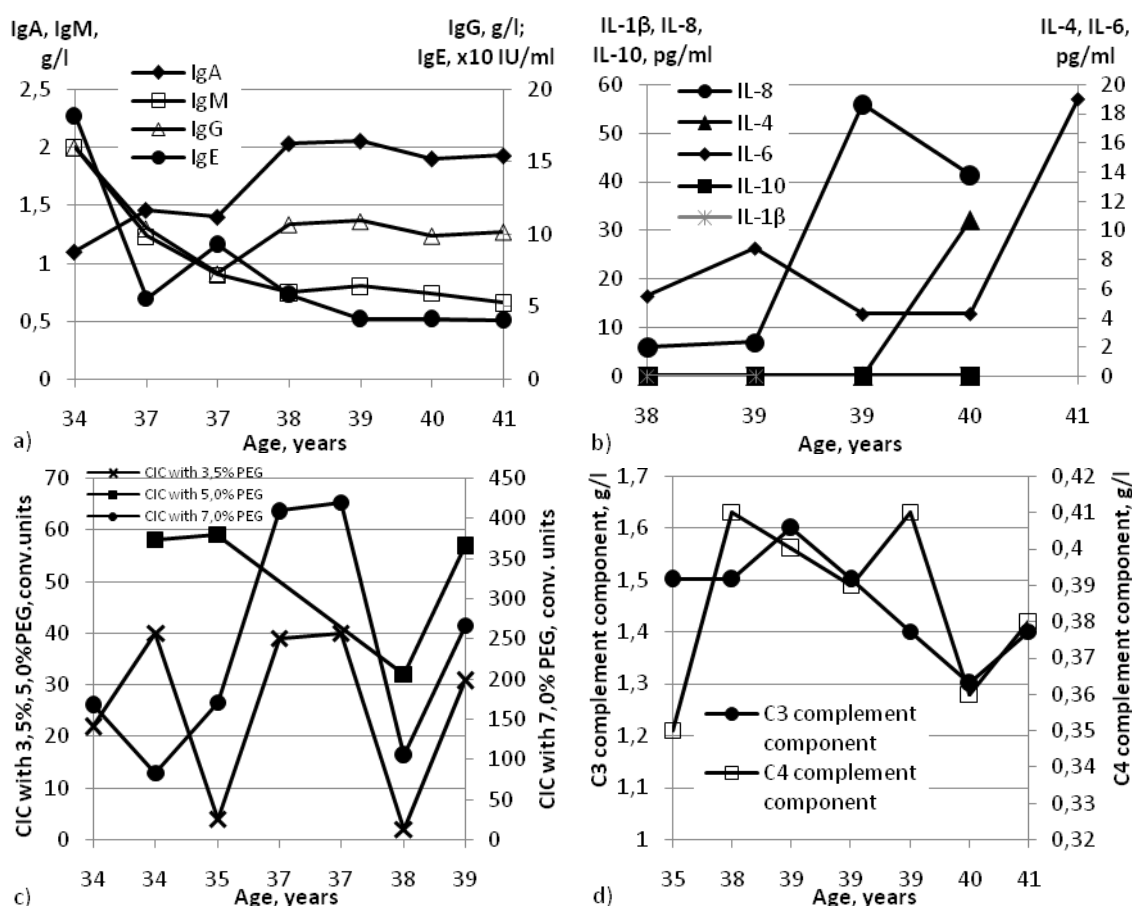 IgA, IgM,
g/l
IgG, g/l;
IgE, x10 IU/ml
IgA
IgM
IgG
IgE
2,5
2
1,5
1
0,5
0
20
15
10
5
0
34 37 37 38 39 40 41
Age, years
a)
IL-1β, IL-8,
IL-10, pg/ml
IL-4, IL-6,
pg/ml
IL-8
IL-4
IL-6
IL-10
IL-1β
60
50
40
30
20
10
0
20
18
16
14
12
10
8
6
4
2
0
38 39 39 40 41
Age, years
b)
CIC with 3,5% PEG
CIC with 5,0% PEG
CIC with 7,0% PEG
CIC with 3,5%,5,0%PEG,conv.units
70
60
50
40
30
20
10
0
CIC with 7,0% PEG, conv. units
450
400
350
300
250
200
150
100
50
0
34 34 35 37 37 38 39
Age, years
c)
C3 complement component, g/l
1,7
1,6
1,5
1,4
1,3
1,2
1,1
1
C4 complement component, g/l
0,42
0,41
0,4
0,39
0,38
0,37
0,36
0,35
0,34
0,33
0,32
C3 complement
component
C4 complement
component
35 38 39 39 39 40 41
Age, years
d)